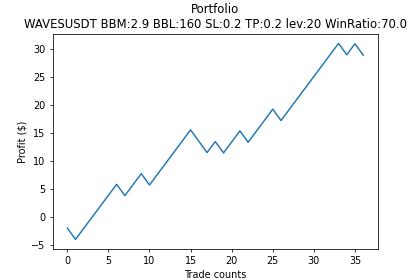 Portfolio
WAVESUSDT BBM:2.9 BBL:160 SL:0.2 TP:0.2 lev:20 WinRatio:70.0
Profit ($)
30
25
20
15
10
5
0
−5
0 5 10 15 20 25 30 35
Trade counts